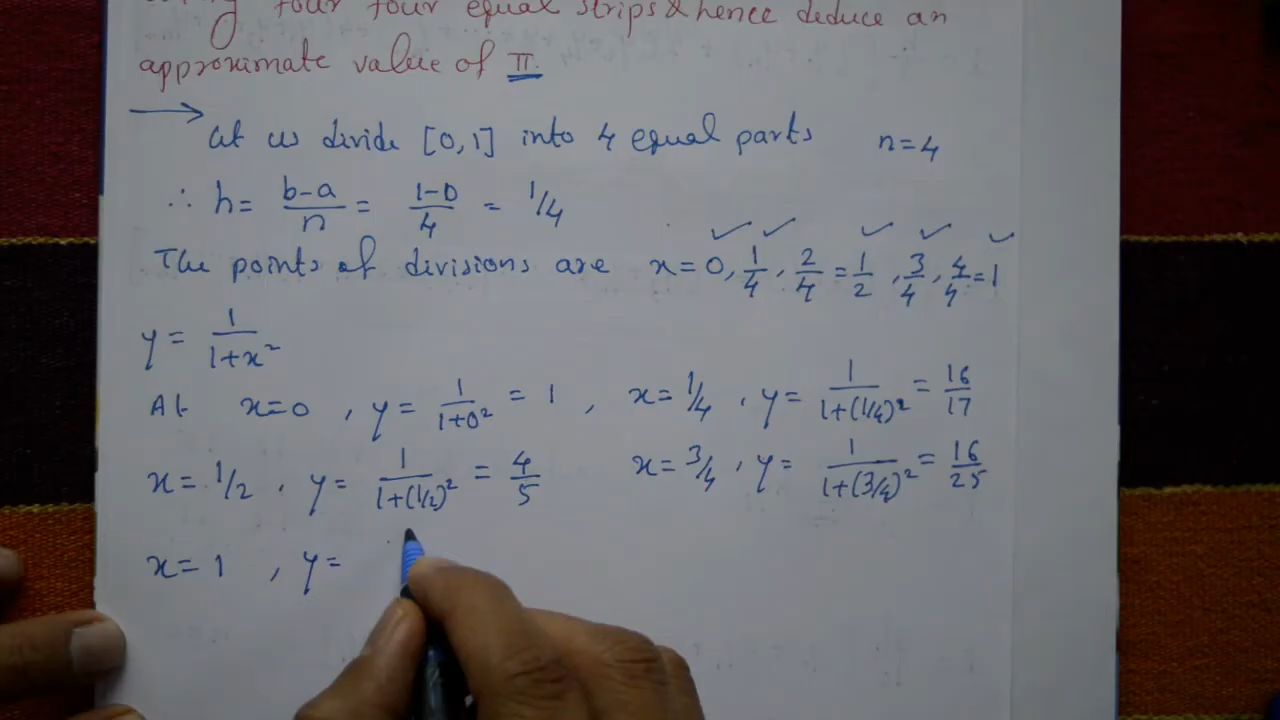 four four equal strips & hence deduce an
approximate value of π.
→ Let us divide [0,1] into 4 equal parts n=4
∴ h = (b-a)/n = (1-0)/4 = 1/4
The points of divisions are x = 0, 1/4, 2/4 = 1/2, 3/4, 4/4 = 1
y = 1/(1+x²)
At x=0, y = 1/(1+0²) = 1, x = 1/4, y = 1/(1+(1/4)²) = 16/17
x = 1/2, y = 1/(1+(1/2)²) = 4/5 x = 3/4, y = 1/(1+(3/4)²) = 16/25
x = 1, y =